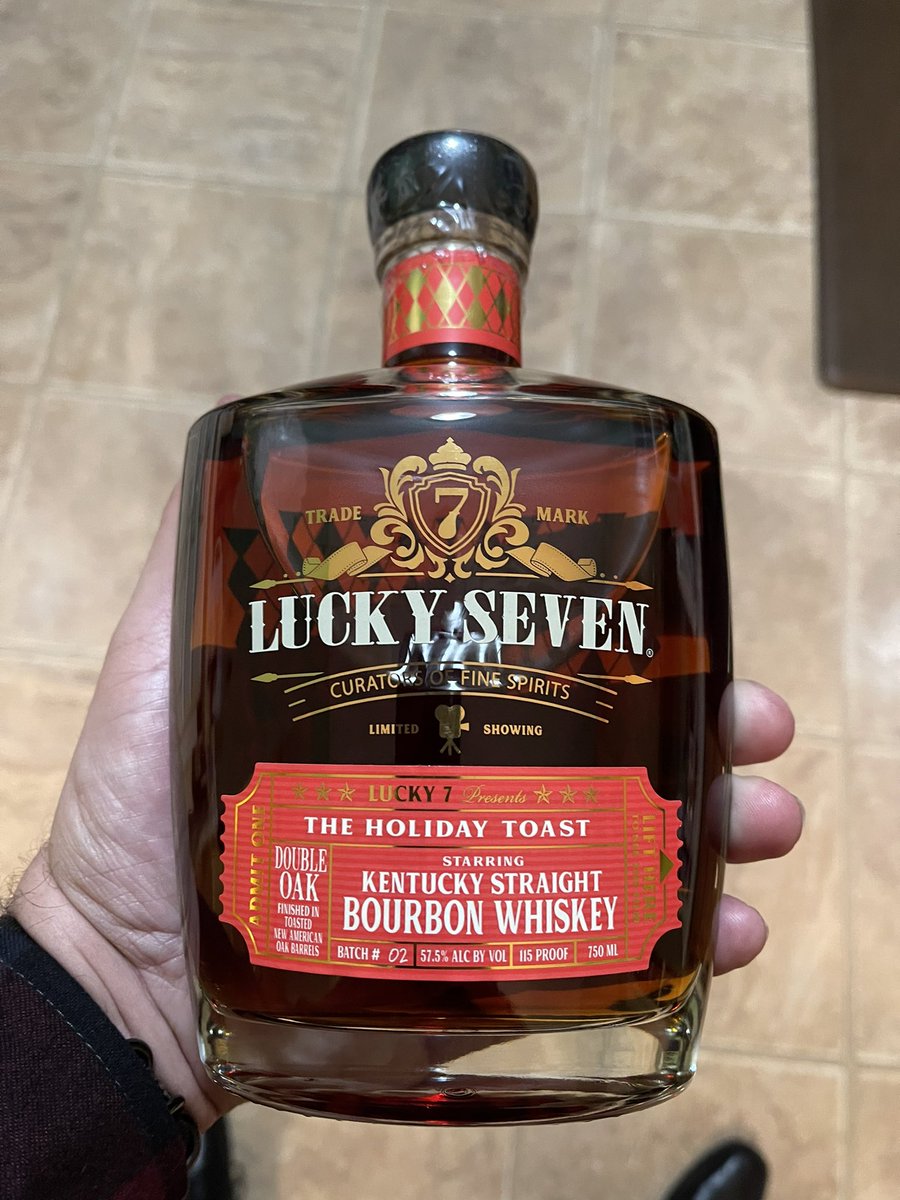 7
TRADE MARK
LUCKY SEVEN®
CURATORS OF FINE SPIRITS
LIMITED SHOWING
LUCKY 7 Presents
THE HOLIDAY TOAST
ADMIT ONE
DOUBLE
OAK
FINISHED IN
TOASTED
NEW AMERICAN
OAK BARRELS
STARRING
KENTUCKY STRAIGHT
BOURBON WHISKEY
BATCH # 02 57.5% ALC BY VOL 115 PROOF 750 ML
LIFT HERE